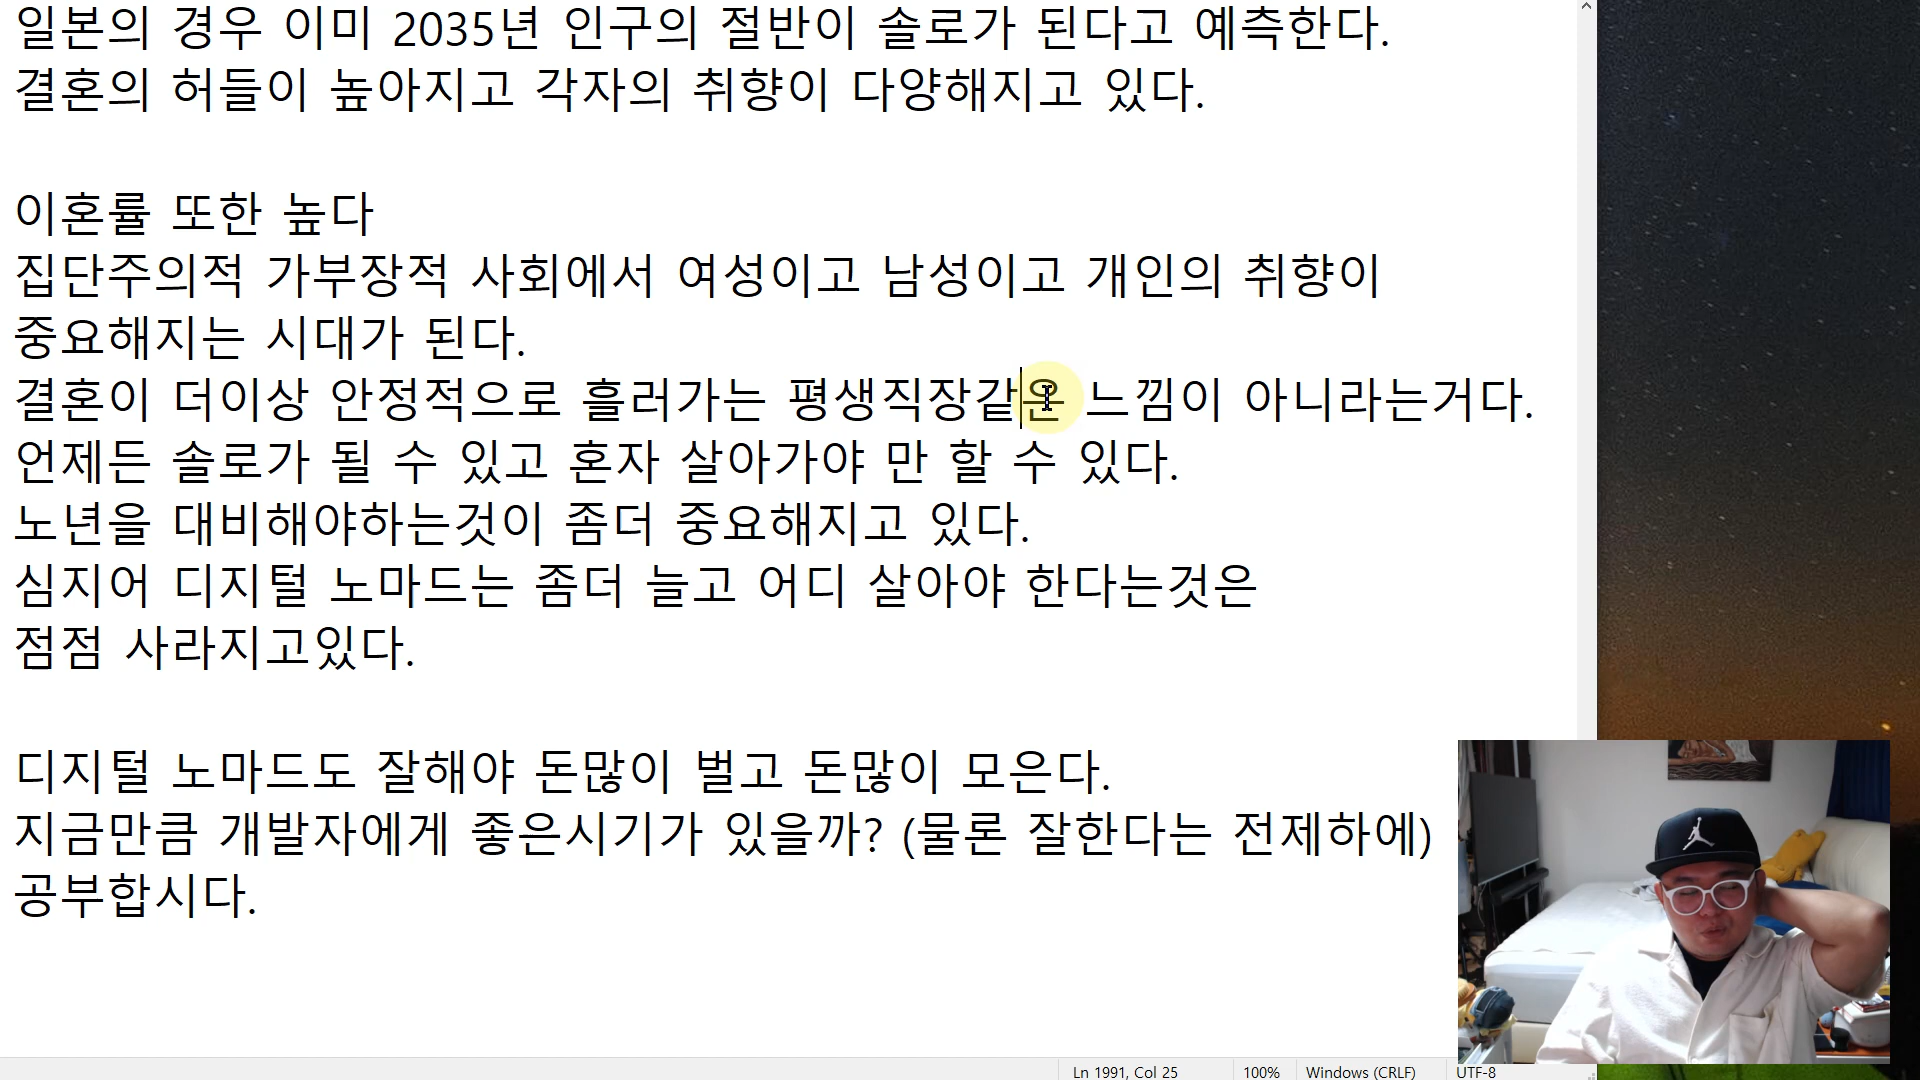 일본의 경우 이미 2035년 인구의 절반이 솔로가 된다고 예측한다.
결혼의 허들이 높아지고 각자의 취향이 다양해지고 있다.
이혼률 또한 높다
집단주의적 가부장적 사회에서 여성이고 남성이고 개인의 취향이
중요해지는 시대가 된다.
결혼이 더이상 안정적으로 흘러가는 평생직장같은 느낌이 아니라는거다.
언제든 솔로가 될 수 있고 혼자 살아가야 만 할 수 있다.
노년을 대비해야하는것이 좀더 중요해지고 있다.
심지어 디지털 노마드는 좀더 늘고 어디 살아야 한다는것은
점점 사라지고있다.
디지털 노마드도 잘해야 돈많이 벌고 돈많이 모은다.
지금만큼 개발자에게 좋은시기가 있을까? (물론 잘한다는 전제하에)
공부합시다.
Ln 1991, Col 25 100% Windows (CRLF) UTF-8